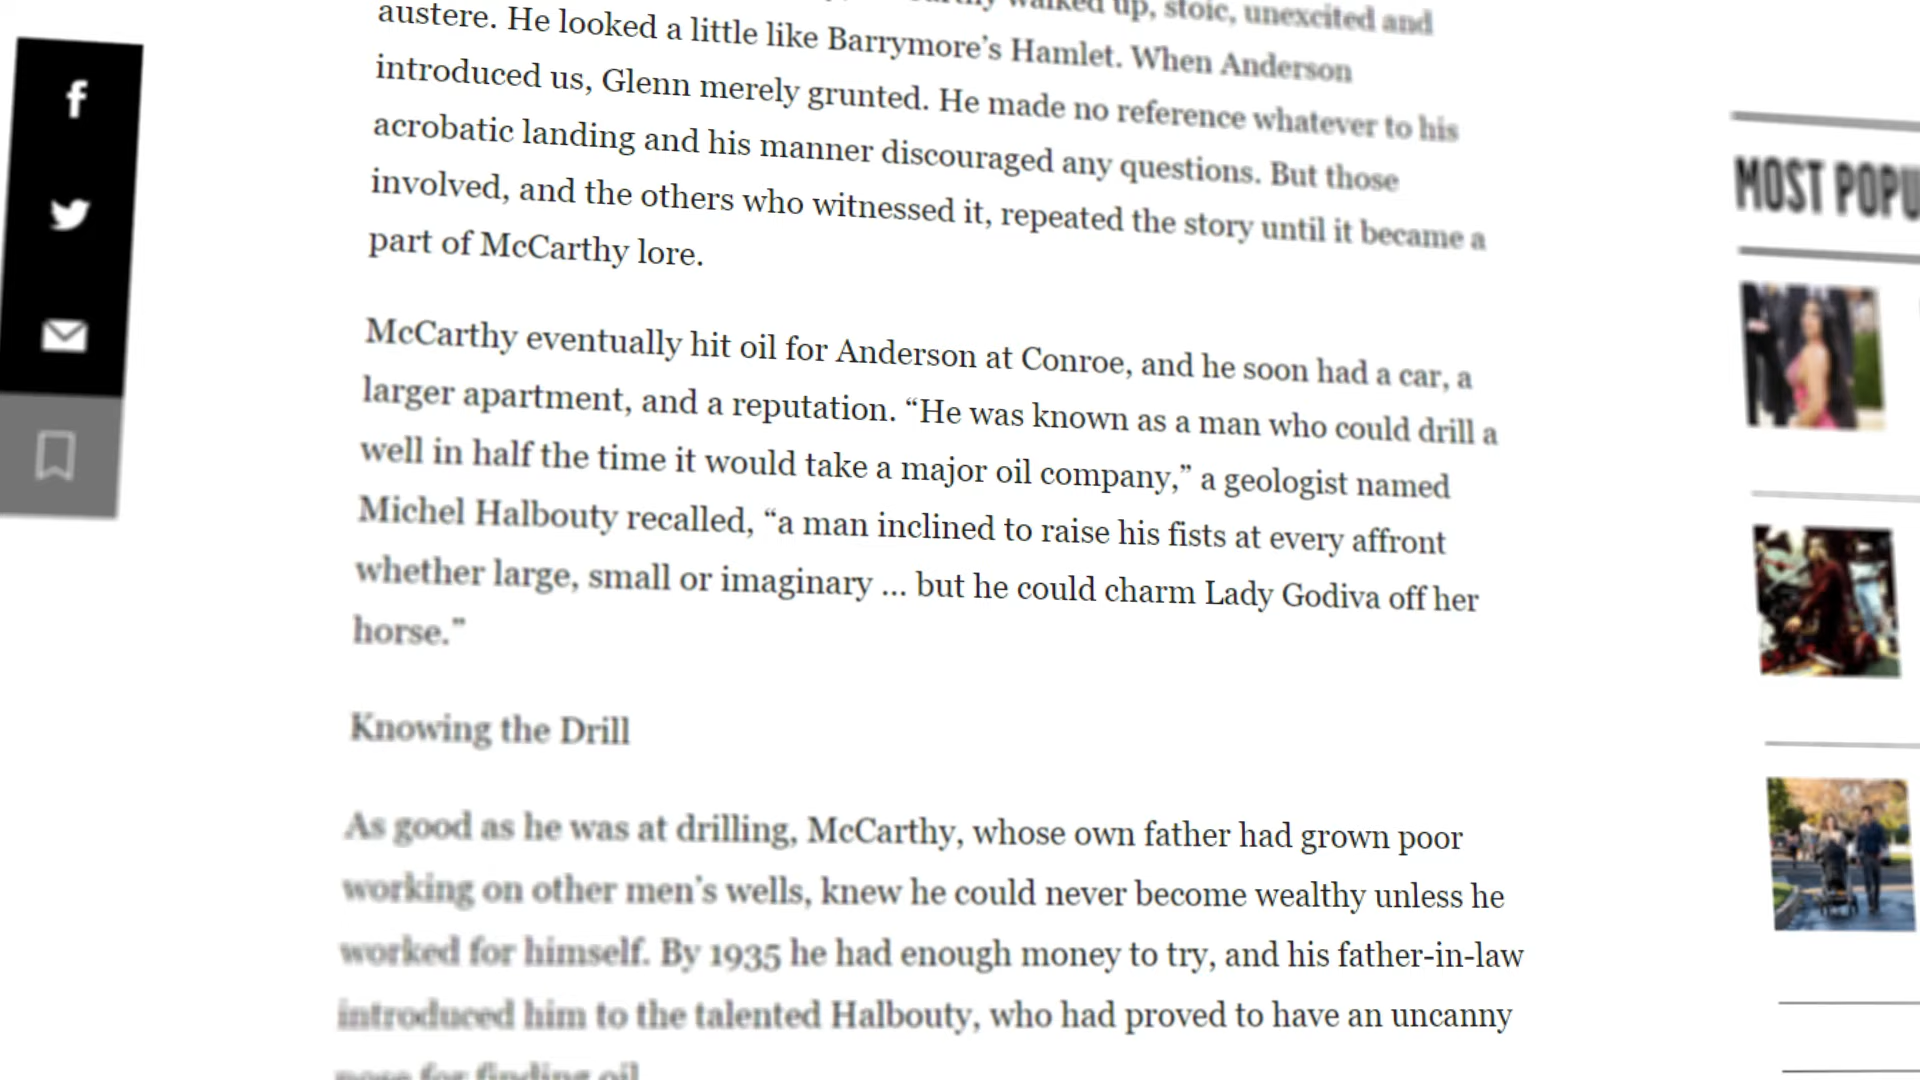 walked up, stoic, unexcited and
austere. He looked a little like Barrymore’s Hamlet. When Anderson
introduced us, Glenn merely grunted. He made no reference whatever to his
acrobatic landing and his manner discouraged any questions. But those
involved, and the others who witnessed it, repeated the story until it became a
part of McCarthy lore.
McCarthy eventually hit oil for Anderson at Conroe, and he soon had a car, a
larger apartment, and a reputation. “He was known as a man who could drill a
well in half the time it would take a major oil company,” a geologist named
Michel Halbouty recalled, “a man inclined to raise his fists at every affront
whether large, small or imaginary ... but he could charm Lady Godiva off her
horse.”
Knowing the Drill
As good as he was at drilling, McCarthy, whose own father had grown poor
working on other men’s wells, knew he could never become wealthy unless he
worked for himself. By 1935 he had enough money to try, and his father-in-law
introduced him to the talented Halbouty, who had proved to have an uncanny
nose for finding oil
MOST POPU